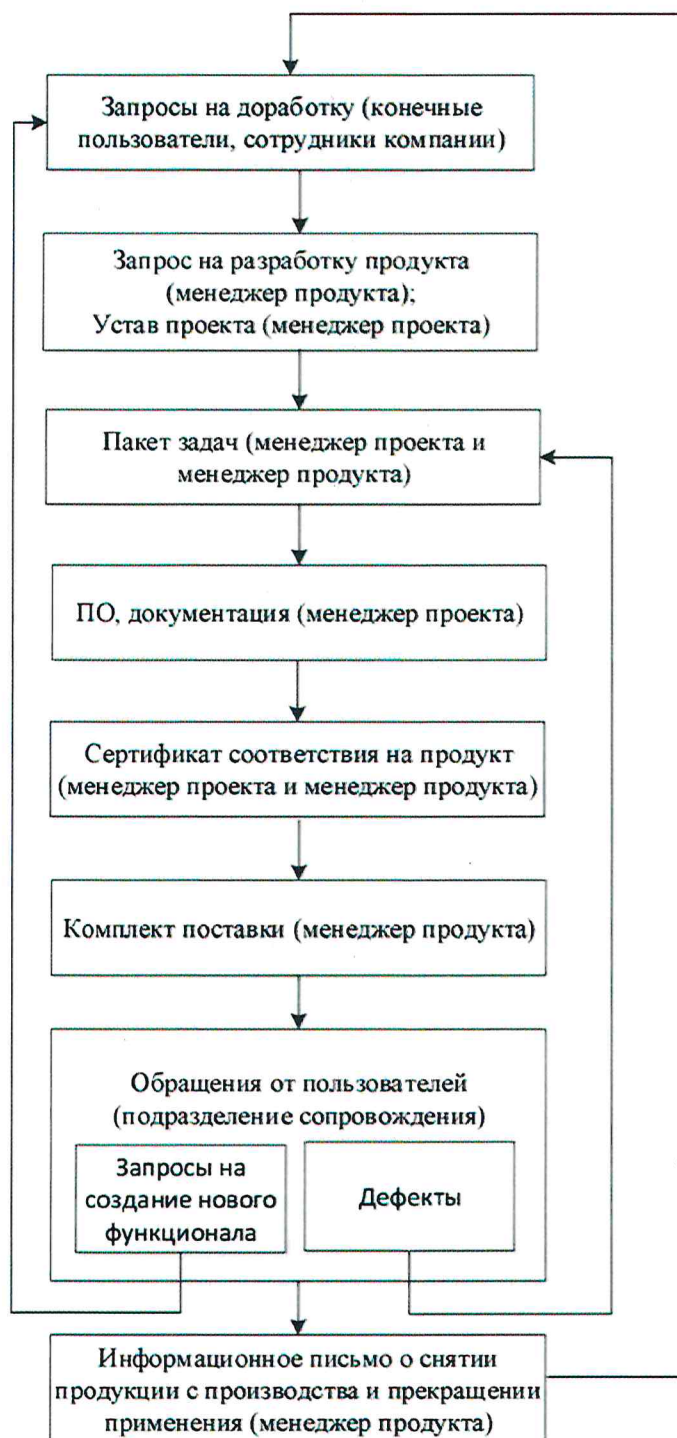 Запросы на доработку (конечные
пользователи, сотрудники компании)
Запрос на разработку продукта
(менеджер продукта);
Устав проекта (менеджер проекта)
Пакет задач (менеджер проекта и
менеджер продукта)
ПО, документация (менеджер проекта)
Сертификат соответствия на продукт
(менеджер проекта и менеджер продукта)
Комплект поставки (менеджер продукта)
Обращения от пользователей
(подразделение сопровождения)
Запросы на
создание нового
функционала
Дефекты
Информационное письмо о снятии
продукции с производства и прекращении
применения (менеджер продукта)